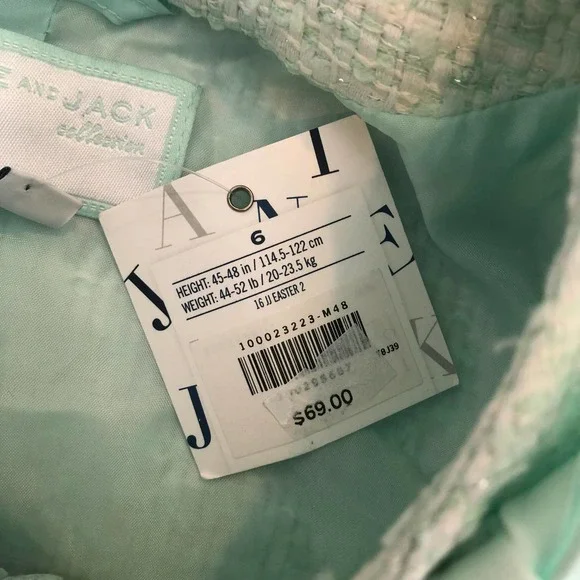 E AND JACK
collection
6
HEIGHT: 45-48 in / 114.5-122 cm
WEIGHT: 44-52 lb / 20-23.5 kg
16 JJ EASTER 2
100023223-M48
TBJ39
$69.00